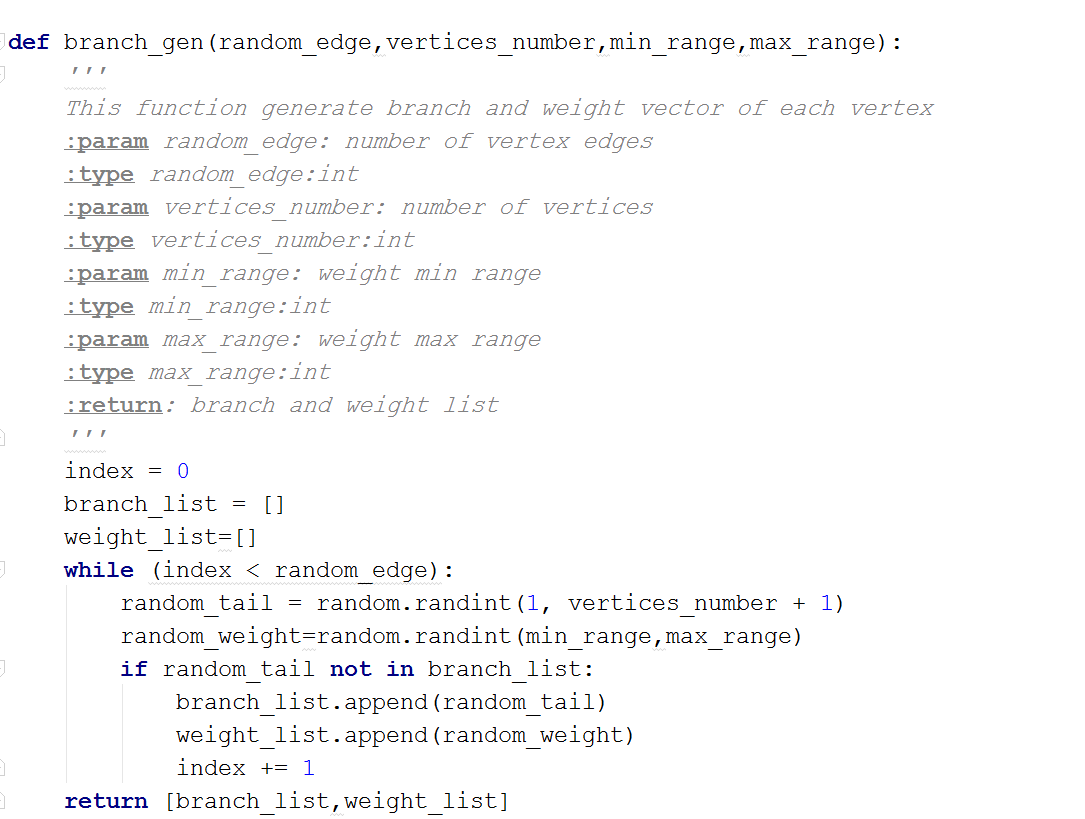 def branch_gen(random_edge,vertices_number,min_range,max_range):
    '''
    This function generate branch and weight vector of each vertex
    :param random_edge: number of vertex edges
    :type random_edge:int
    :param vertices_number: number of vertices
    :type vertices_number:int
    :param min_range: weight min range
    :type min_range:int
    :param max_range: weight max range
    :type max_range:int
    :return: branch and weight list
    '''
    index = 0
    branch_list = []
    weight_list=[]
    while (index < random_edge):
        random_tail = random.randint(1, vertices_number + 1)
        random_weight=random.randint(min_range,max_range)
        if random_tail not in branch_list:
            branch_list.append(random_tail)
            weight_list.append(random_weight)
            index += 1
    return [branch_list,weight_list]